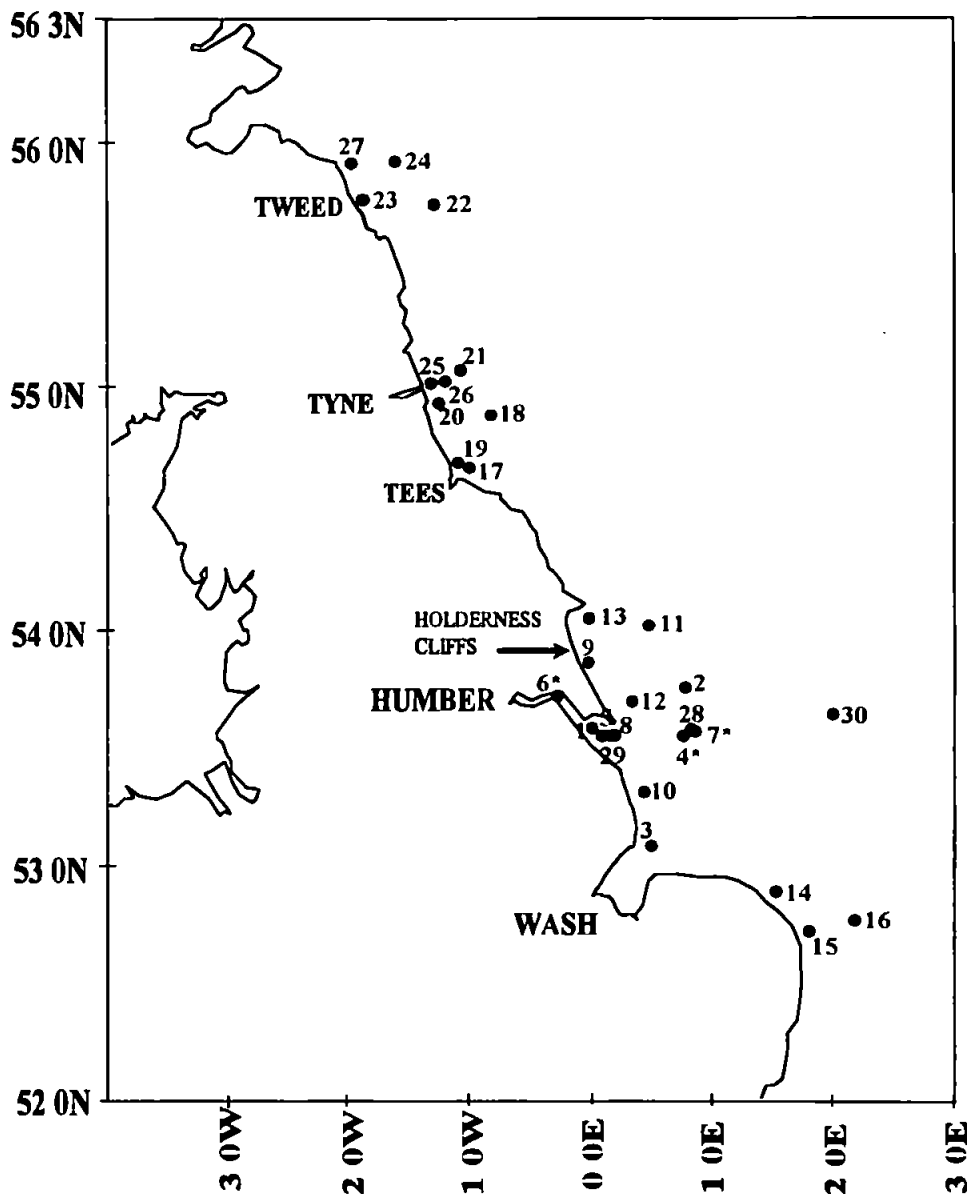 56 3N
56 0N
27
24
TWEED
23
22
21
25
55 0N
TYNE
26
20
18
19
17
TEES
HOLDERNESS
CLIFFS
13
11
54 0N
9
6*
HUMBER
12
2
28
30
8
7*
29
4*
10
3
53 0N
14
WASH
16
15
52 0N
3 0W
2 0W
1 0W
0 0E
1 0E
2 0E
3 0E